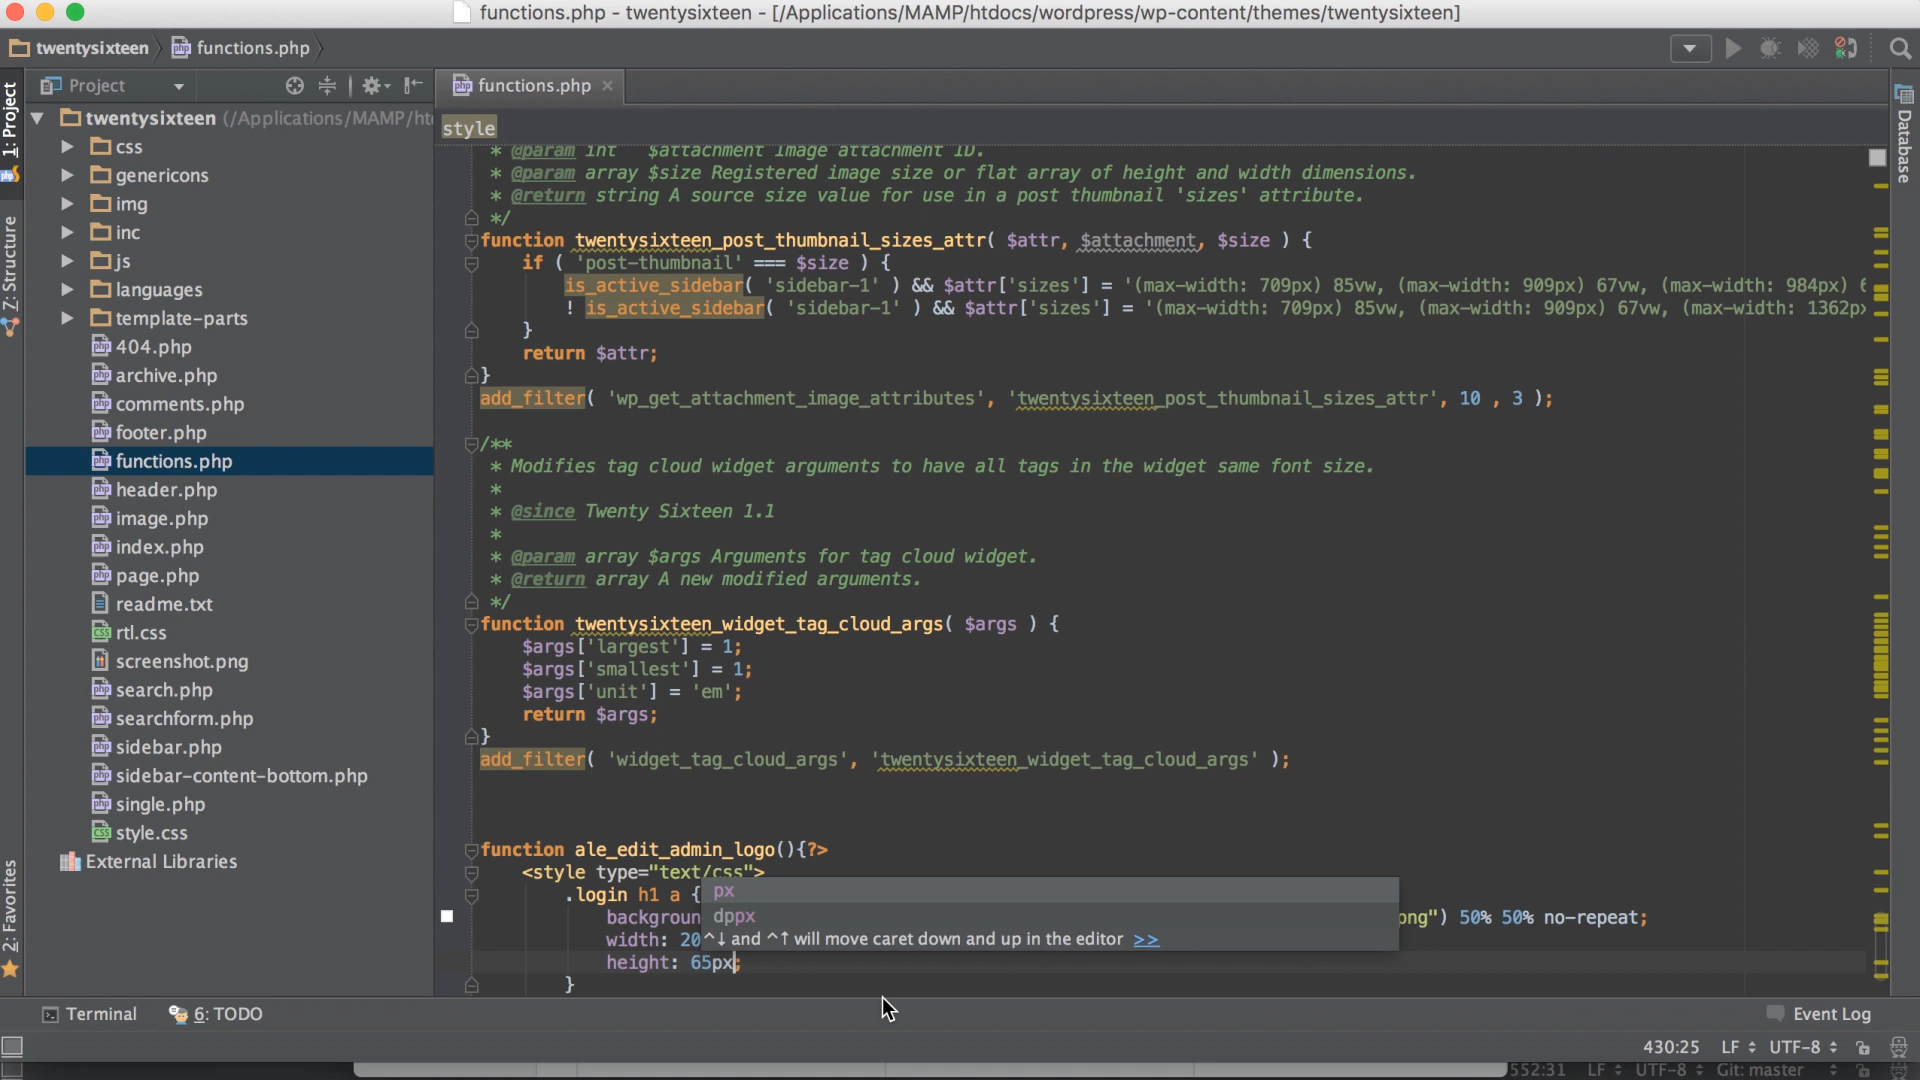 functions.php - twentysixteen - [/Applications/MAMP/htdocs/wordpress/wp-content/themes/twentysixteen]
twentysixteen functions.php
Project
functions.php
1: Project
Z: Structure
2: Favorites
twentysixteen (/Applications/MAMP/ht
css
genericons
img
inc
js
languages
template-parts
404.php
archive.php
comments.php
footer.php
functions.php
header.php
image.php
index.php
page.php
readme.txt
rtl.css
screenshot.png
search.php
searchform.php
sidebar.php
sidebar-content-bottom.php
single.php
style.css
External Libraries
style
* @param int $attachment Image attachment ID.
* @param array $size Registered image size or flat array of height and width dimensions.
* @return string A source size value for use in a post thumbnail 'sizes' attribute.
*/
function twentysixteen_post_thumbnail_sizes_attr( $attr, $attachment, $size ) {
if ( 'post-thumbnail' === $size ) {
is_active_sidebar( 'sidebar-1' ) && $attr['sizes'] = '(max-width: 709px) 85vw, (max-width: 909px) 67vw, (max-width: 984px) 6
! is_active_sidebar( 'sidebar-1' ) && $attr['sizes'] = '(max-width: 709px) 85vw, (max-width: 909px) 67vw, (max-width: 1362px
}
return $attr;
}
add_filter( 'wp_get_attachment_image_attributes', 'twentysixteen_post_thumbnail_sizes_attr', 10 , 3 );
/**
* Modifies tag cloud widget arguments to have all tags in the widget same font size.
*
* @since Twenty Sixteen 1.1
*
* @param array $args Arguments for tag cloud widget.
* @return array A new modified arguments.
*/
function twentysixteen_widget_tag_cloud_args( $args ) {
$args['largest'] = 1;
$args['smallest'] = 1;
$args['unit'] = 'em';
return $args;
}
add_filter( 'widget_tag_cloud_args', 'twentysixteen_widget_tag_cloud_args' );
function ale_edit_admin_logo(){?>
<style type="text/css">
.login h1 a {
px
dppx
^↓ and ^↑ will move caret down and up in the editor >>
backgroun
ng") 50% 50% no-repeat;
width: 20
height: 65px;
}
Database
Terminal 6: TODO Event Log
430:25 LF UTF-8
552:31 LF UTF-8 Git: master